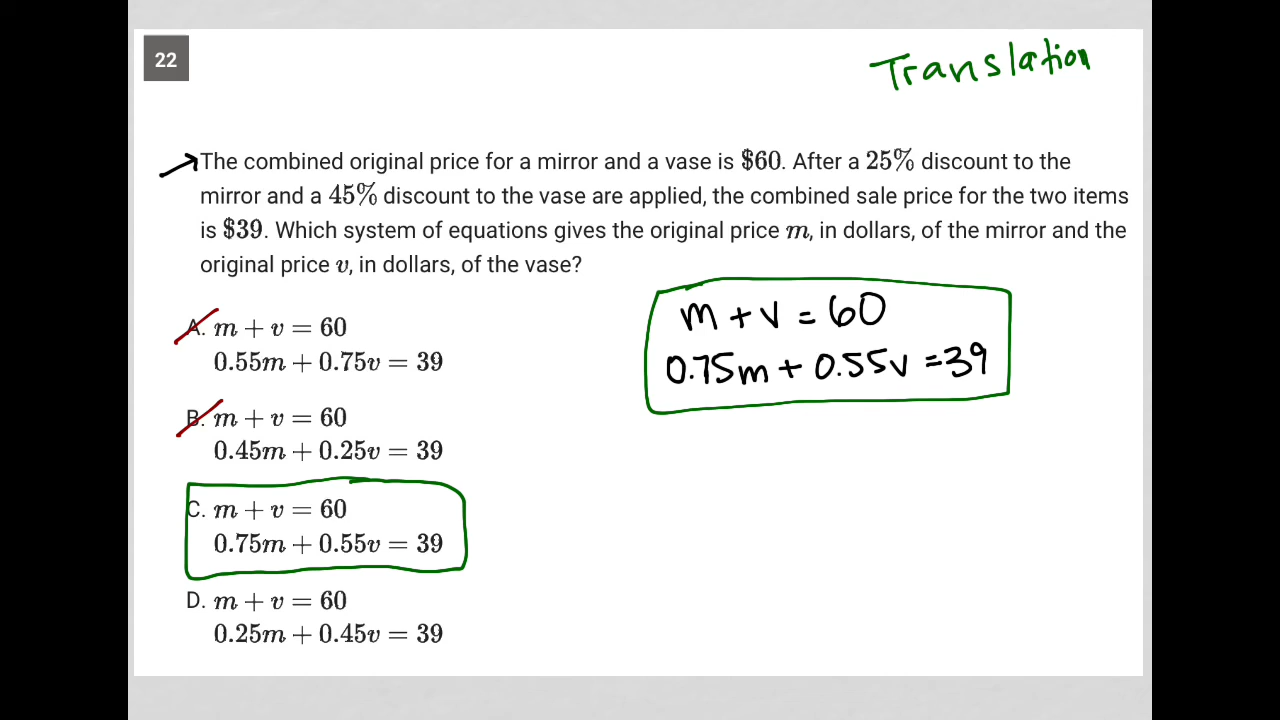 22
Translation
The combined original price for a mirror and a vase is $60. After a 25% discount to the
mirror and a 45% discount to the vase are applied, the combined sale price for the two items
is $39. Which system of equations gives the original price m, in dollars, of the mirror and the
original price v, in dollars, of the vase?
A. m + v = 60
0.55m + 0.75v = 39
B. m + v = 60
0.45m + 0.25v = 39
C. m + v = 60
0.75m + 0.55v = 39
D. m + v = 60
0.25m + 0.45v = 39
m + v = 60
0.75m + 0.55v = 39